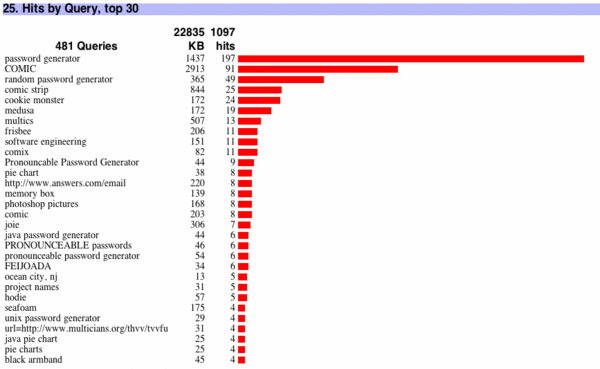 25. Hits by Query, top 30
22835 1097
481 Queries KB hits
password generator 1437 197
COMIC 2913 91
random password generator 365 49
comic strip 844 25
cookie monster 172 24
medusa 172 19
multics 507 13
frisbee 206 11
software engineering 151 11
comix 82 11
Pronouncable Password Generator 44 9
pie chart 38 8
http://www.answers.com/email 220 8
memory box 139 8
photoshop pictures 168 8
comic 203 8
joie 306 7
java password generator 44 6
PRONOUNCEABLE passwords 46 6
pronouceable password generator 54 6
FEIJOADA 34 6
ocean city, nj 13 5
project names 31 5
hodie 57 5
seafoam 175 4
unix password generator 29 4
url=http://www.multicians.org/thvv/tvvfu 31 4
java pie chart 25 4
pie charts 25 4
black armband 45 4